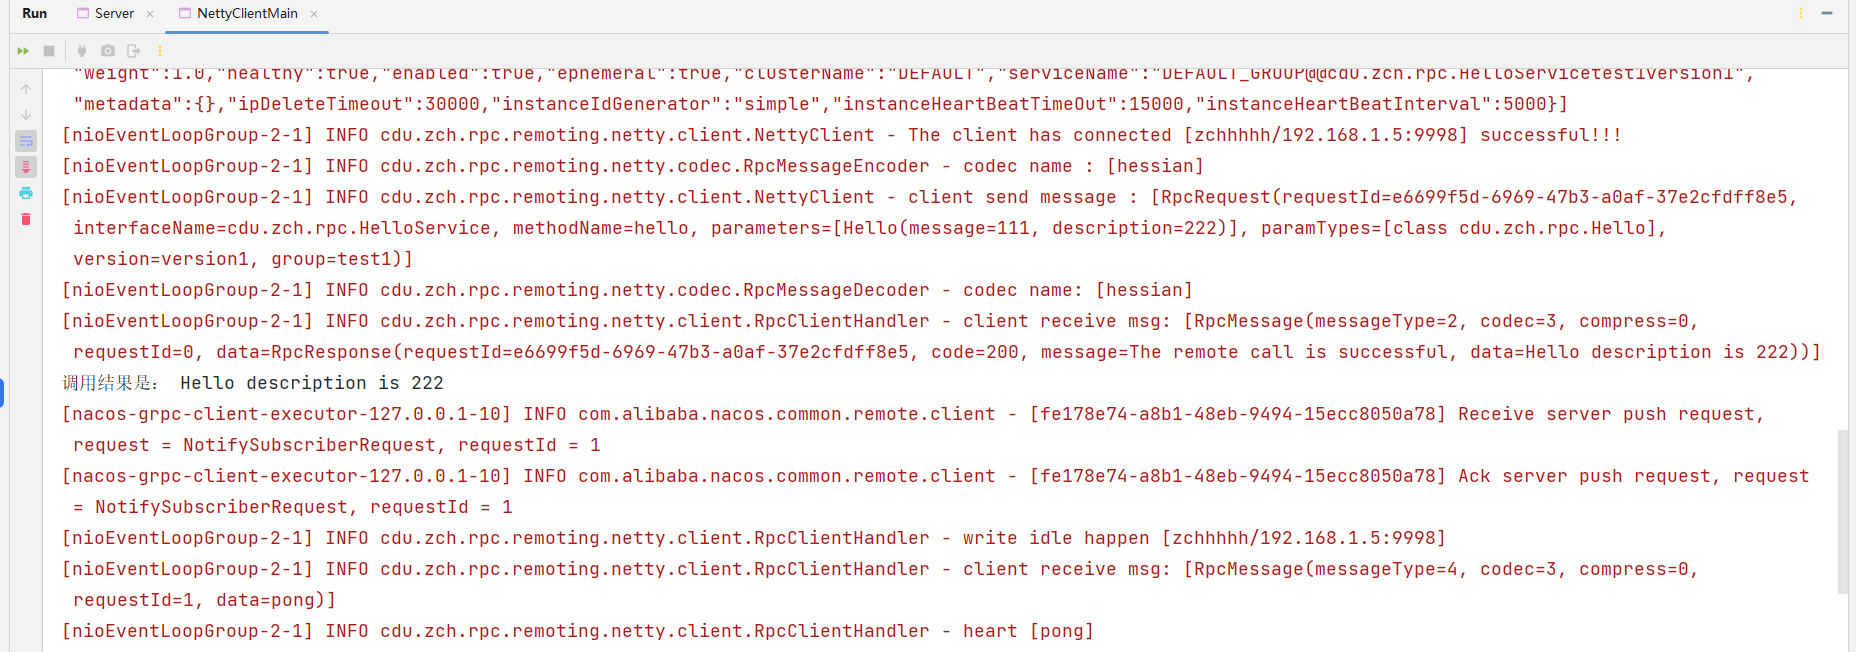 Run Server × NettyClientMain ×
"weight":1.0,"healthy":true,"enabled":true,"ephemeral":true,"clusterName":"DEFAULT","serviceName":"DEFAULT_GROUP@@cdu.zch.rpc.HelloServicetest1version1",
"metadata":{},"ipDeleteTimeout":30000,"instanceIdGenerator":"simple","instanceHeartBeatTimeOut":15000,"instanceHeartBeatInterval":5000}]
[nioEventLoopGroup-2-1] INFO cdu.zch.rpc.remoting.netty.client.NettyClient - The client has connected [zchhhhh/192.168.1.5:9998] successful!!!
[nioEventLoopGroup-2-1] INFO cdu.zch.rpc.remoting.netty.codec.RpcMessageEncoder - codec name : [hessian]
[nioEventLoopGroup-2-1] INFO cdu.zch.rpc.remoting.netty.client.NettyClient - client send message : [RpcRequest(requestId=e6699f5d-6969-47b3-a0af-37e2cfdff8e5,
interfaceName=cdu.zch.rpc.HelloService, methodName=hello, parameters=[Hello(message=111, description=222)], paramTypes=[class cdu.zch.rpc.Hello],
version=version1, group=test1)]
[nioEventLoopGroup-2-1] INFO cdu.zch.rpc.remoting.netty.codec.RpcMessageDecoder - codec name: [hessian]
[nioEventLoopGroup-2-1] INFO cdu.zch.rpc.remoting.netty.client.RpcClientHandler - client receive msg: [RpcMessage(messageType=2, codec=3, compress=0,
requestId=0, data=RpcResponse(requestId=e6699f5d-6969-47b3-a0af-37e2cfdff8e5, code=200, message=The remote call is successful, data=Hello description is 222))]
调用结果是： Hello description is 222
[nacos-grpc-client-executor-127.0.0.1-10] INFO com.alibaba.nacos.common.remote.client - [fe178e74-a8b1-48eb-9494-15ecc8050a78] Receive server push request,
request = NotifySubscriberRequest, requestId = 1
[nacos-grpc-client-executor-127.0.0.1-10] INFO com.alibaba.nacos.common.remote.client - [fe178e74-a8b1-48eb-9494-15ecc8050a78] Ack server push request, request
= NotifySubscriberRequest, requestId = 1
[nioEventLoopGroup-2-1] INFO cdu.zch.rpc.remoting.netty.client.RpcClientHandler - write idle happen [zchhhhh/192.168.1.5:9998]
[nioEventLoopGroup-2-1] INFO cdu.zch.rpc.remoting.netty.client.RpcClientHandler - client receive msg: [RpcMessage(messageType=4, codec=3, compress=0,
requestId=1, data=pong)]
[nioEventLoopGroup-2-1] INFO cdu.zch.rpc.remoting.netty.client.RpcClientHandler - heart [pong]